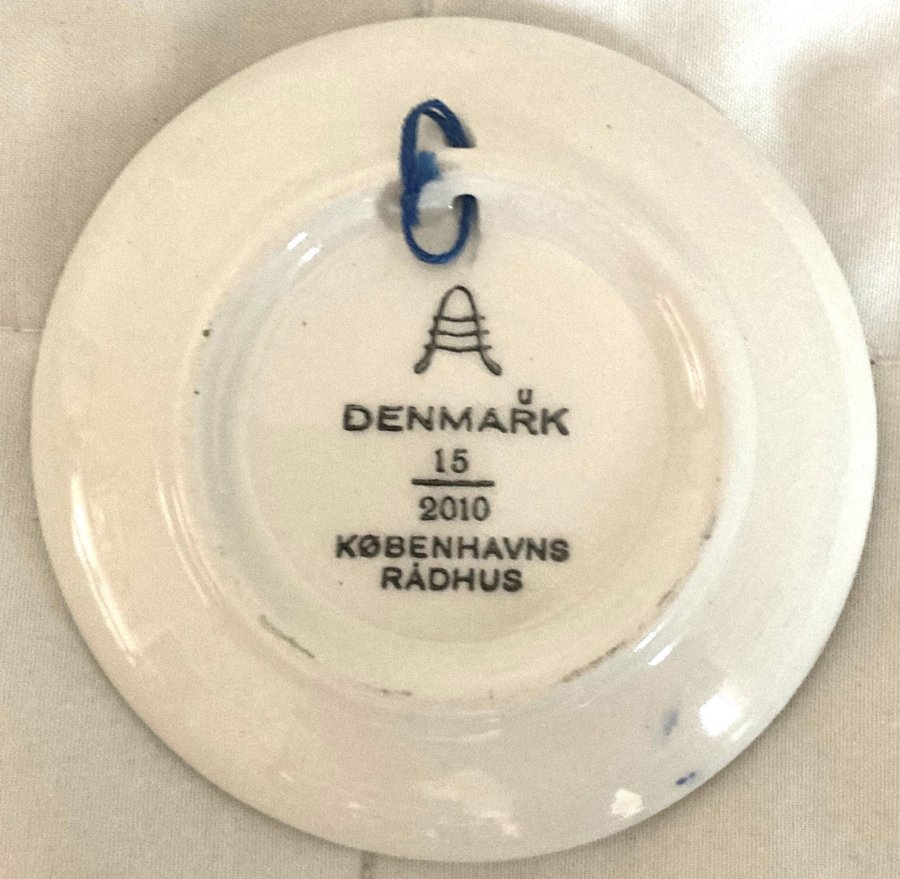 U
DENMARK
15
2010
KØBENHAVNS
RÅDHUS